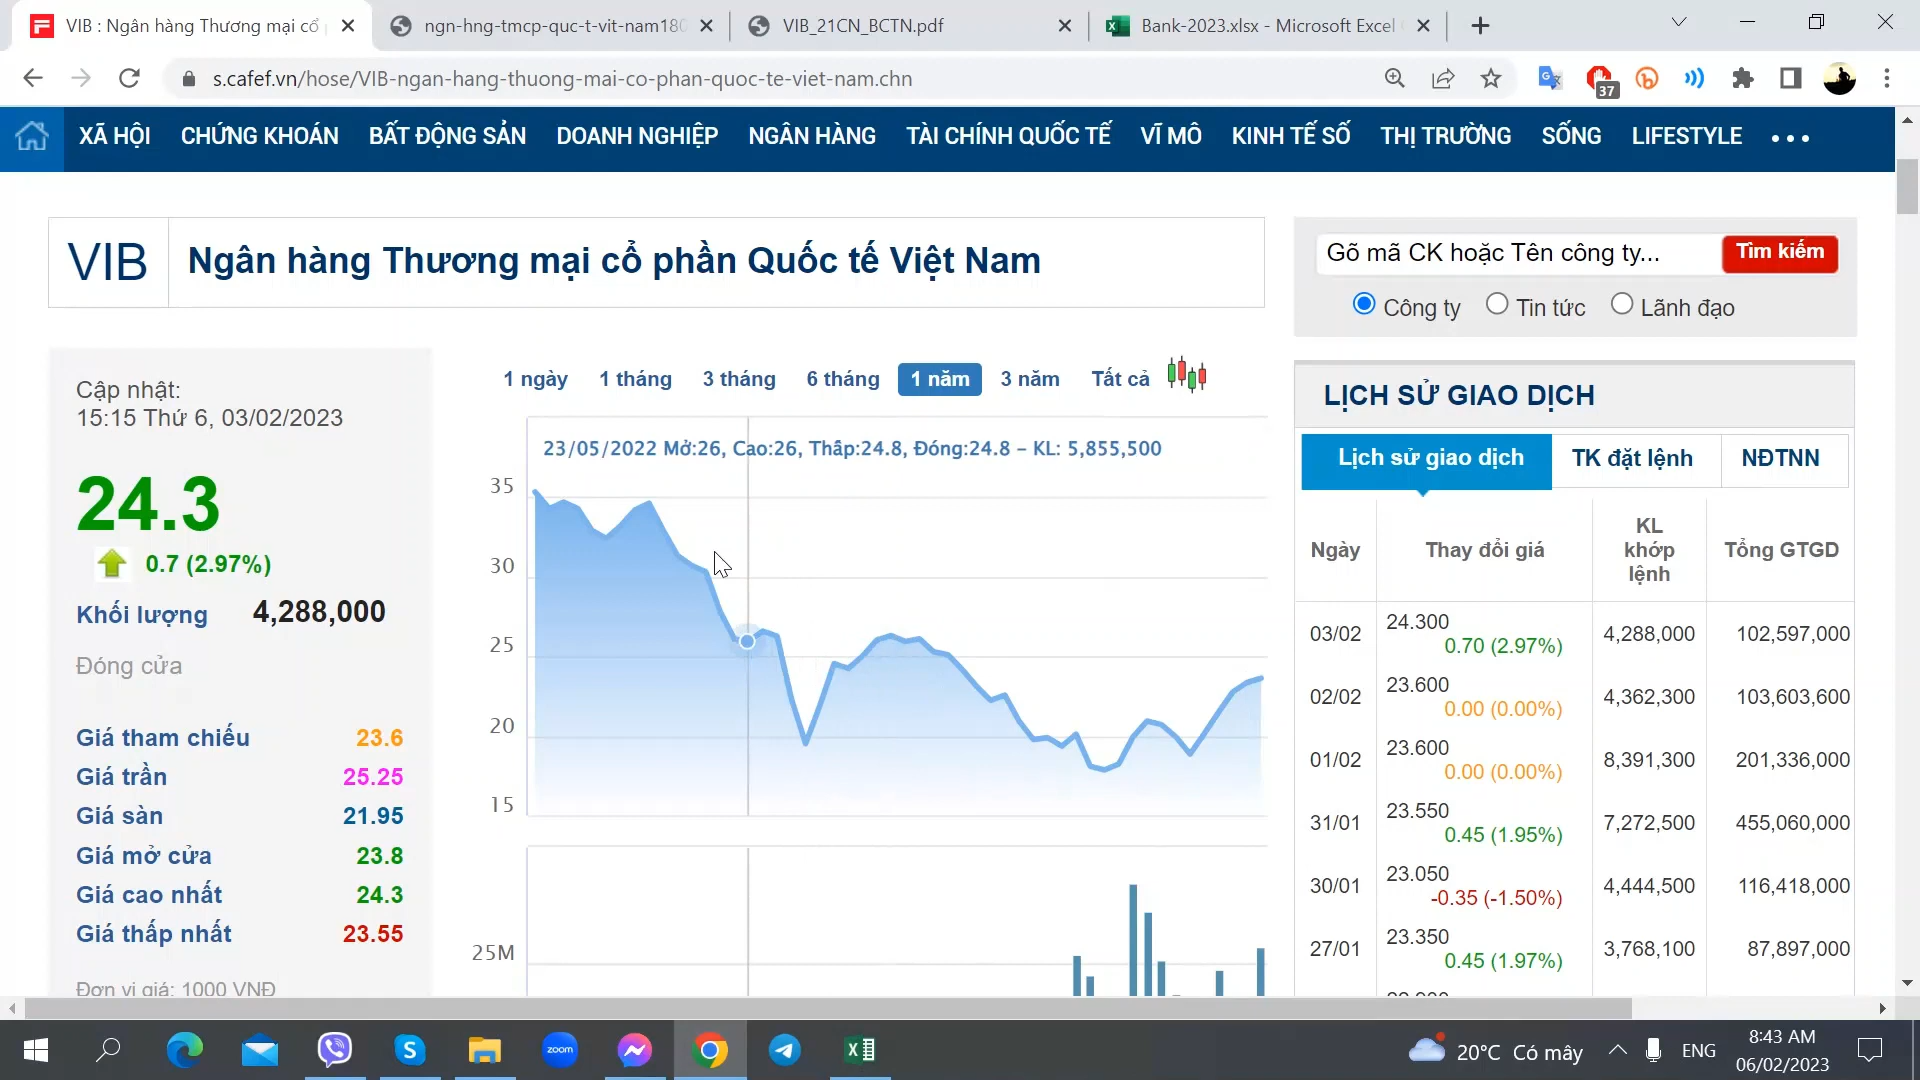 VIB : Ngân hàng Thương mại cổ
ngn-hng-tmcp-quc-t-vit-nam180
VIB_21CN_BCTN.pdf
Bank-2023.xlsx - Microsoft Excel
s.cafef.vn/hose/VIB-ngan-hang-thuong-mai-co-phan-quoc-te-viet-nam.chn
37
XÃ HỘI CHỨNG KHOÁN BẤT ĐỘNG SẢN DOANH NGHIỆP NGÂN HÀNG TÀI CHÍNH QUỐC TẾ VĨ MÔ KINH TẾ SỐ THỊ TRƯỜNG SỐNG LIFESTYLE
VIB
Ngân hàng Thương mại cổ phần Quốc tế Việt Nam
Gõ mã CK hoặc Tên công ty...
Tìm kiếm
Công ty Tin tức Lãnh đạo
Cập nhật:
15:15 Thứ 6, 03/02/2023
24.3
0.7 (2.97%)
Khối lượng 4,288,000
Đóng cửa
Giá tham chiếu 23.6
Giá trần 25.25
Giá sàn 21.95
Giá mở cửa 23.8
Giá cao nhất 24.3
Giá thấp nhất 23.55
Đơn vị giá: 1000 VNĐ
1 ngày 1 tháng 3 tháng 6 tháng 1 năm 3 năm Tất cả
23/05/2022 Mở:26, Cao:26, Thấp:24.8, Đóng:24.8 – KL: 5,855,500
35
30
25
20
15
25M
LỊCH SỬ GIAO DỊCH
Lịch sử giao dịch TK đặt lệnh NĐTNN
Ngày Thay đổi giá KL khớp lệnh Tổng GTGD
03/02 24.300 0.70 (2.97%) 4,288,000 102,597,000
02/02 23.600 0.00 (0.00%) 4,362,300 103,603,600
01/02 23.600 0.00 (0.00%) 8,391,300 201,336,000
31/01 23.550 0.45 (1.95%) 7,272,500 455,060,000
30/01 23.050 -0.35 (-1.50%) 4,444,500 116,418,000
27/01 23.350 0.45 (1.97%) 3,768,100 87,897,000
zoom
20°C Có mây
ENG
8:43 AM
06/02/2023